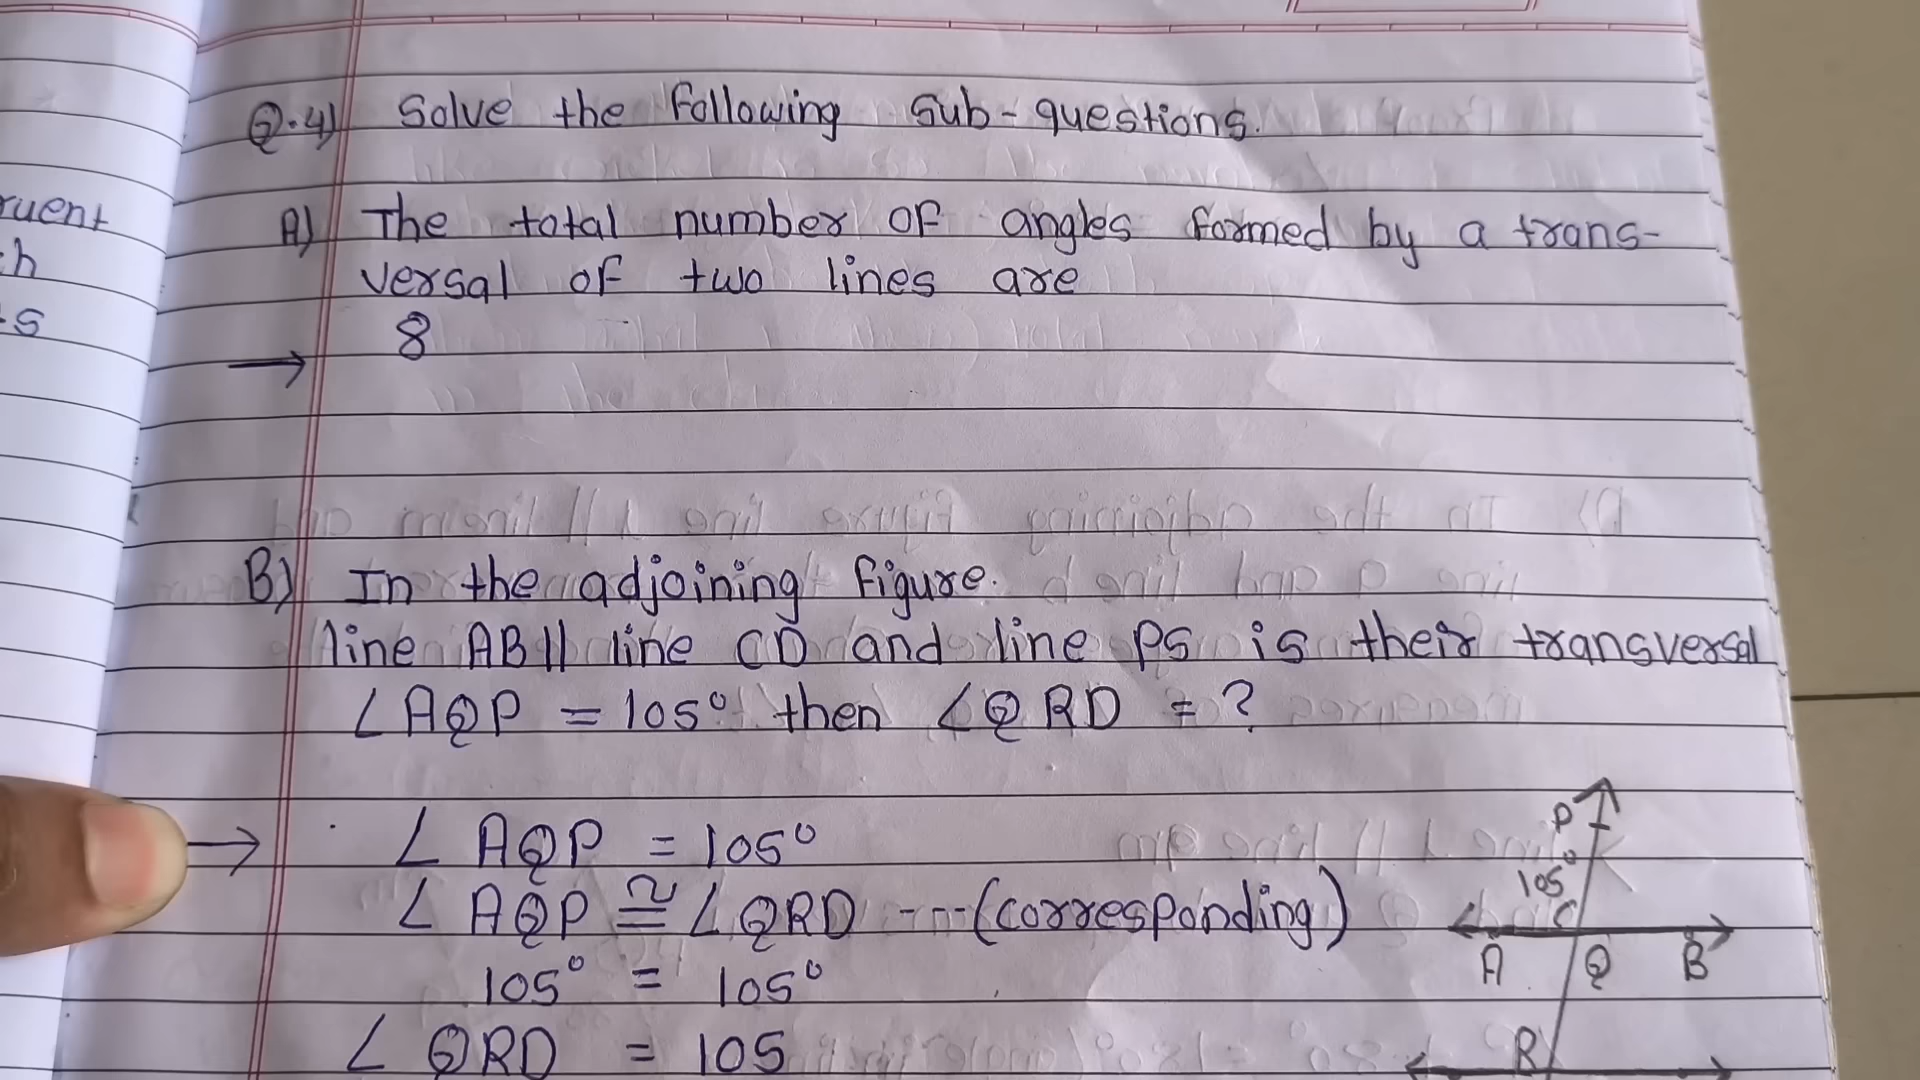 ruent
h
s
Q.4) Solve the following sub-questions.
A) The total number of angles formed by a trans-
versal of two lines are
→ 8
B) In the adjoining figure.
line AB || line CD and line PS is their transversal
∠AQP = 105° then ∠QRD = ?
→ ∠AQP = 105°
∠AQP ≅ ∠QRD --- (corresponding)
105° = 105°
∠QRD = 105
P
105°
A Q B
R